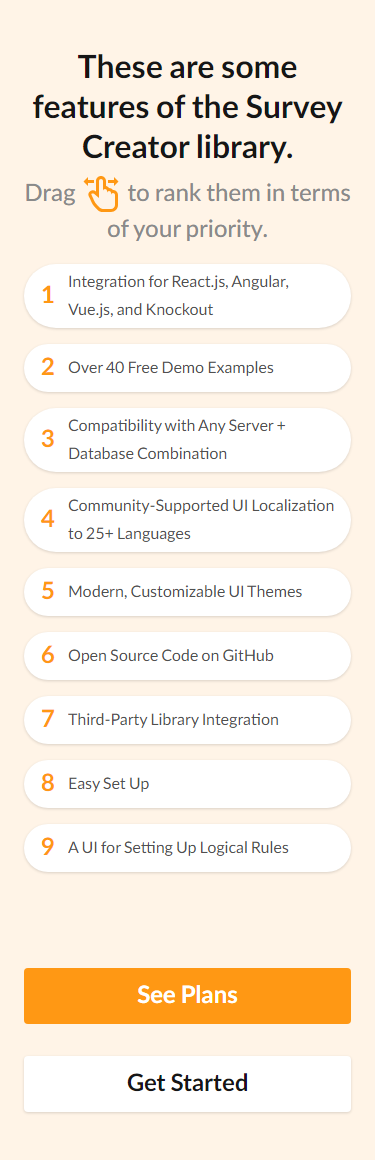 These are some
features of the Survey
Creator library.
Drag to rank them in terms
of your priority.
1 Integration for React.js, Angular,
Vue.js, and Knockout
2 Over 40 Free Demo Examples
3 Compatibility with Any Server +
Database Combination
4 Community-Supported UI Localization
to 25+ Languages
5 Modern, Customizable UI Themes
6 Open Source Code on GitHub
7 Third-Party Library Integration
8 Easy Set Up
9 A UI for Setting Up Logical Rules
See Plans
Get Started